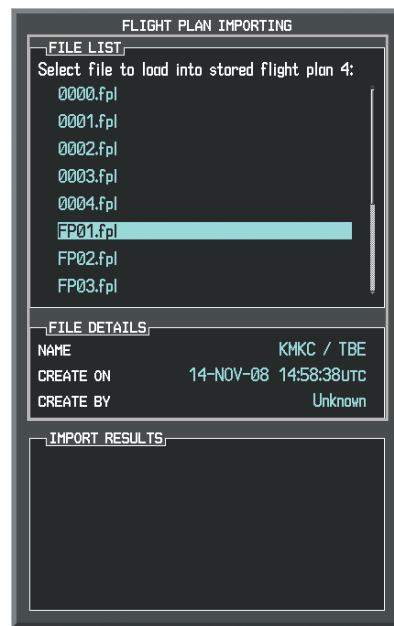 FLIGHT PLAN IMPORTING
FILE LIST
Select file to load into stored flight plan 4:
0000.fpl
0001.fpl
0002.fpl
0003.fpl
0004.fpl
FP01.fpl
FP02.fpl
FP03.fpl
FILE DETAILS
NAME KMKC / TBE
CREATE ON 14-NOV-08 14:58:38UTC
CREATE BY Unknown
IMPORT RESULTS